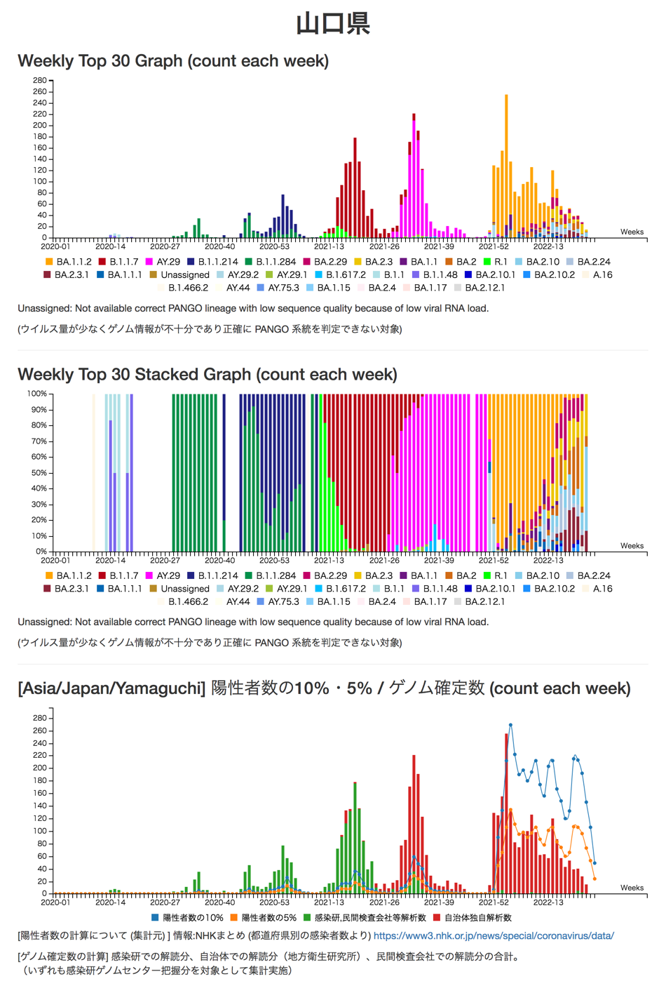 山口県
Weekly Top 30 Graph (count each week)
280
260
240
220
200
180
160
140
120
100
80
60
40
20
0
Weeks
2020-01 2020-14 2020-27 2020-40 2020-53 2021-13 2021-26 2021-39 2021-52 2022-13
BA.1.1.2 B.1.1.7 AY.29 B.1.1.214 B.1.1.284 BA.2.29 BA.2.3 BA.1.1 BA.2 R.1 BA.2.10 BA.2.24
BA.2.3.1 BA.1.1.1 Unassigned AY.29.2 AY.29.1 B.1.617.2 B.1.1 B.1.1.48 BA.2.10.1 BA.2.10.2 A.16
B.1.466.2 AY.44 AY.75.3 BA.1.15 BA.2.4 BA.1.17 BA.2.12.1
Unassigned: Not available correct PANGO lineage with low sequence quality because of low viral RNA load.
(ウイルス量が少なくゲノム情報が不十分であり正確に PANGO 系統を判定できない対象)
Weekly Top 30 Stacked Graph (count each week)
100%
90%
80%
70%
60%
50%
40%
30%
20%
10%
0%
Weeks
2020-01 2020-14 2020-27 2020-40 2020-53 2021-13 2021-26 2021-39 2021-52 2022-13
BA.1.1.2 B.1.1.7 AY.29 B.1.1.214 B.1.1.284 BA.2.29 BA.2.3 BA.1.1 BA.2 R.1 BA.2.10 BA.2.24
BA.2.3.1 BA.1.1.1 Unassigned AY.29.2 AY.29.1 B.1.617.2 B.1.1 B.1.1.48 BA.2.10.1 BA.2.10.2 A.16
B.1.466.2 AY.44 AY.75.3 BA.1.15 BA.2.4 BA.1.17 BA.2.12.1
Unassigned: Not available correct PANGO lineage with low sequence quality because of low viral RNA load.
(ウイルス量が少なくゲノム情報が不十分であり正確に PANGO 系統を判定できない対象)
[Asia/Japan/Yamaguchi] 陽性者数の10%・5% / ゲノム確定数 (count each week)
280
260
240
220
200
180
160
140
120
100
80
60
40
20
0
Weeks
2020-01 2020-14 2020-27 2020-40 2020-53 2021-13 2021-26 2021-39 2021-52 2022-13
陽性者数の10% 陽性者数の5% 感染研,民間検査会社等解析数 自治体独自解析数
[陽性者数の計算について (集計元) ] 情報:NHKまとめ (都道府県別の感染者数より) https://www3.nhk.or.jp/news/special/coronavirus/data/
[ゲノム確定数の計算] 感染研での解読分、自治体での解読分（地方衛生研究所）、民間検査会社での解読分の合計。
（いずれも感染研ゲノムセンター把握分を対象として集計実施）